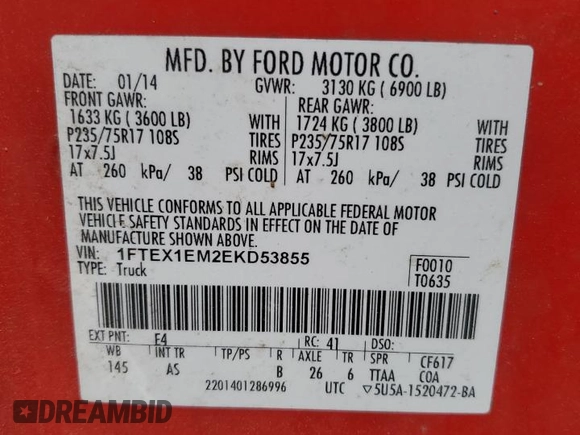 MFD. BY FORD MOTOR CO.
DATE: 01/14 GVWR: 3130 KG ( 6900 LB)
FRONT GAWR: REAR GAWR:
1633 KG ( 3600 LB) WITH 1724 KG ( 3800 LB) WITH
P235/75R17 108S TIRES P235/75R17 108S TIRES
17x7.5J RIMS 17x7.5J RIMS
AT 260 kPa/ 38 PSI COLD AT 260 kPa/ 38 PSI COLD
THIS VEHICLE CONFORMS TO ALL APPLICABLE FEDERAL MOTOR
VEHICLE SAFETY STANDARDS IN EFFECT ON THE DATE OF
MANUFACTURE SHOWN ABOVE.
VIN: 1FTEX1EM2EKD53855 F0010
TYPE: Truck T0635
EXT PNT: E4 RC: 41 DSO:
WB INT TR TP/PS R AXLE TR SPR CF617
145 AS B 26 6 TTAA COA
2201401286996 UTC ▽5U5A-1520472-BA
DREAMBID